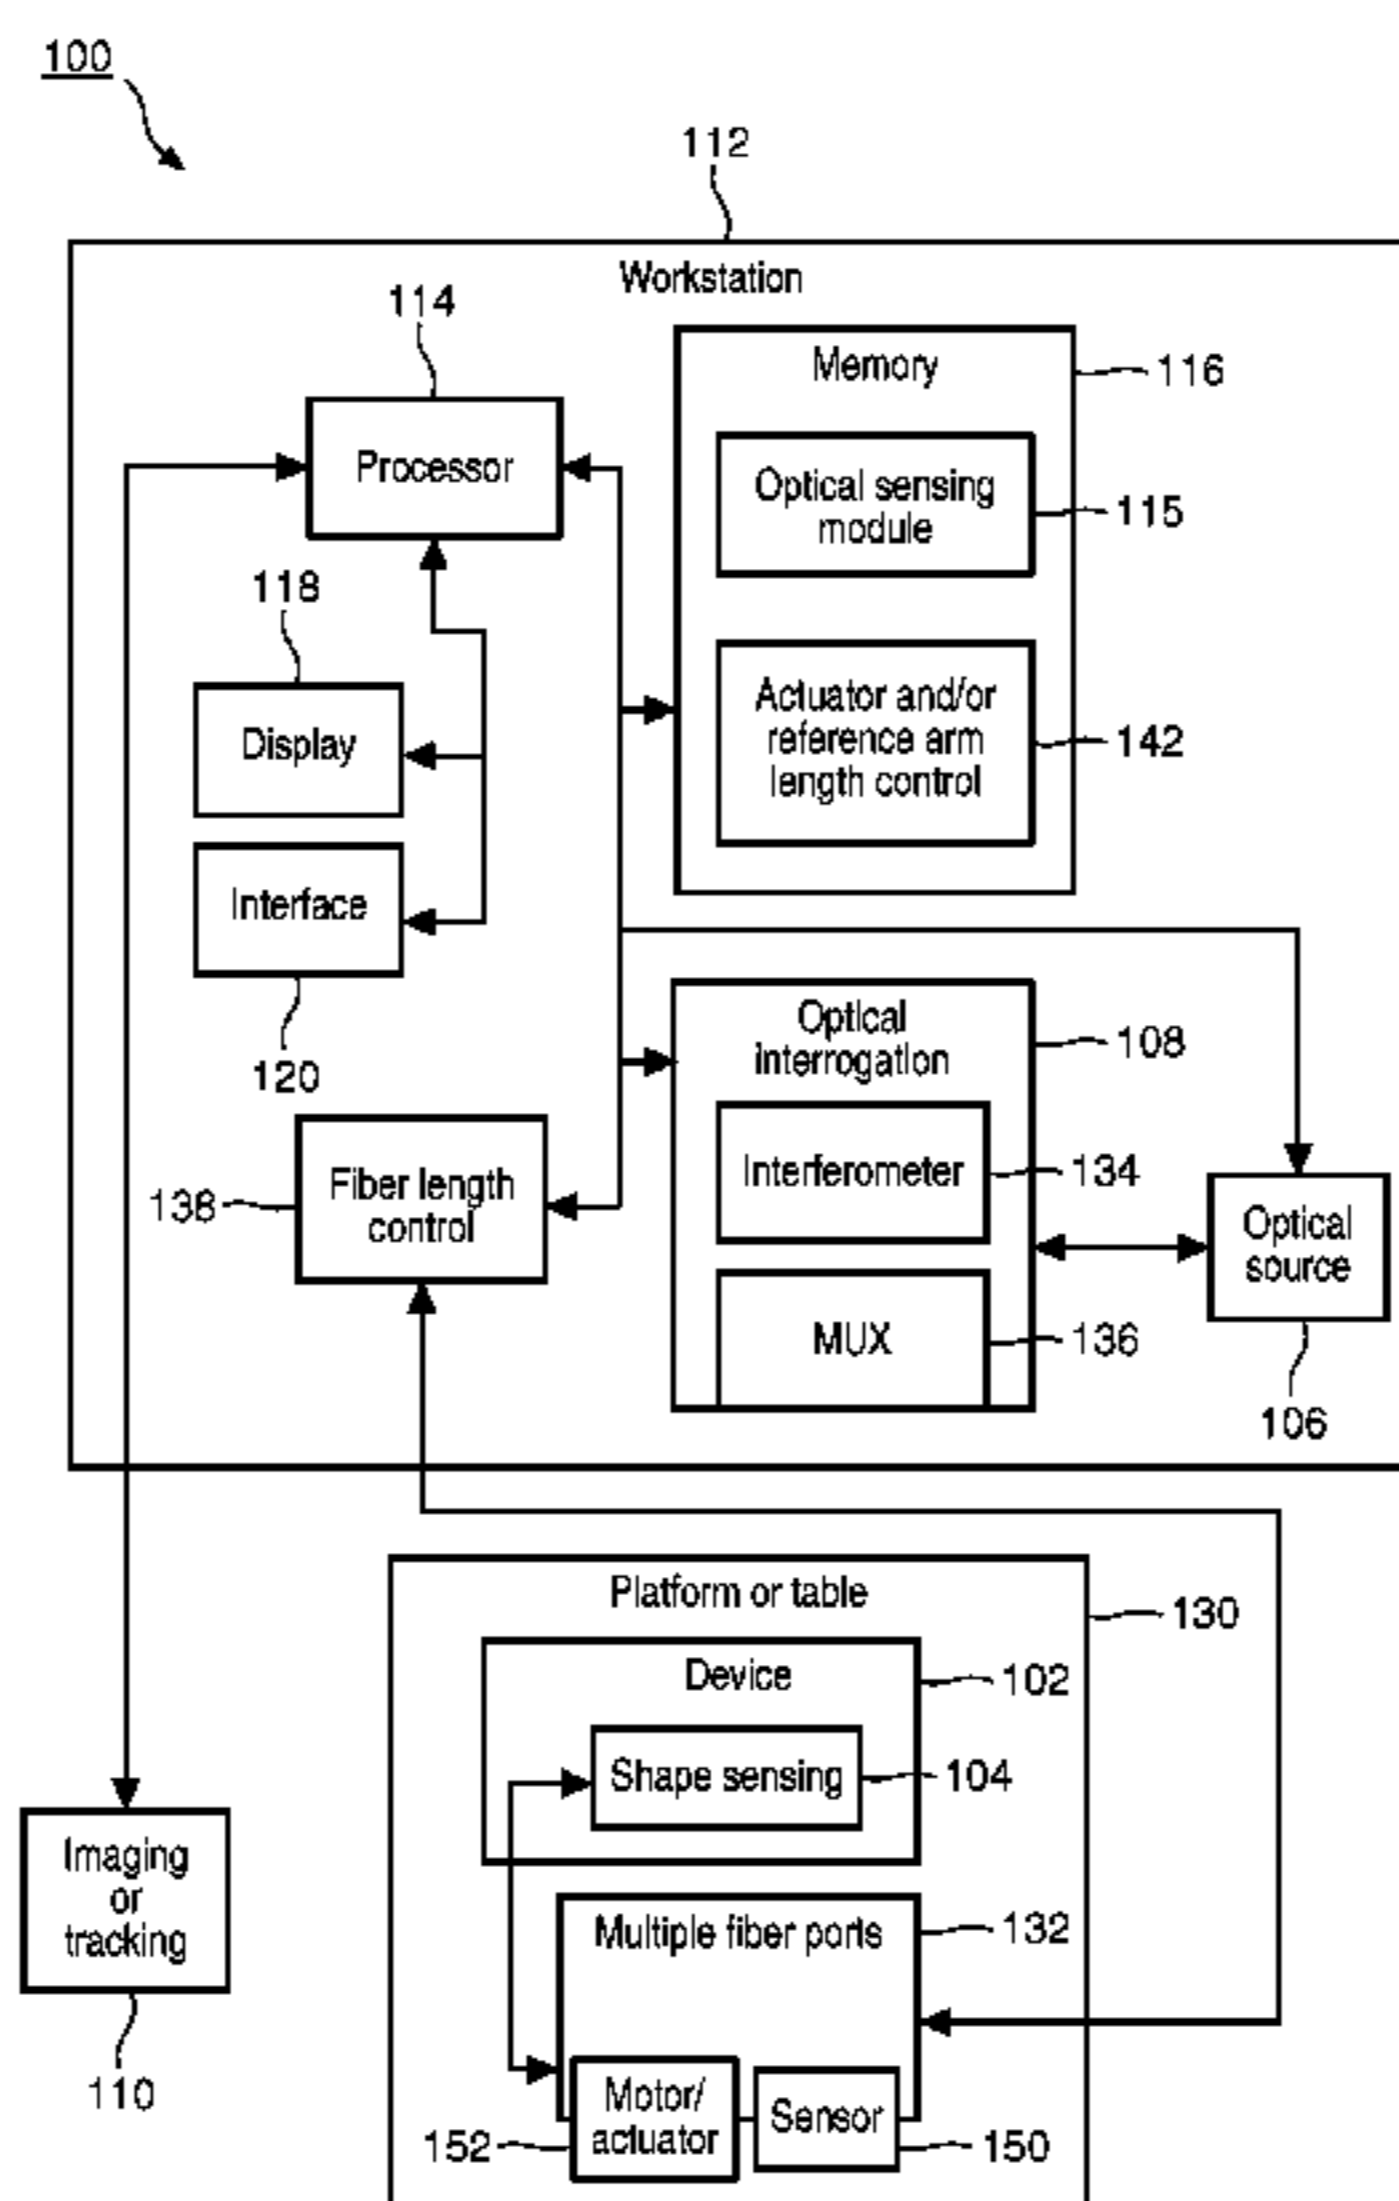 100
112
Workstation
114
Memory
116
Processor
Optical sensing
module
115
118
Display
Actuator and/or
reference arm
length control
142
Interface
120
Optical
interrogation
108
Interferometer
134
138
Fiber length
control
Optical
source
MUX
136
106
Platform or table
130
Device
102
Shape sensing
104
Imaging
or
tracking
110
Multiple fiber ports
132
Motor/
actuator
152
Sensor
150